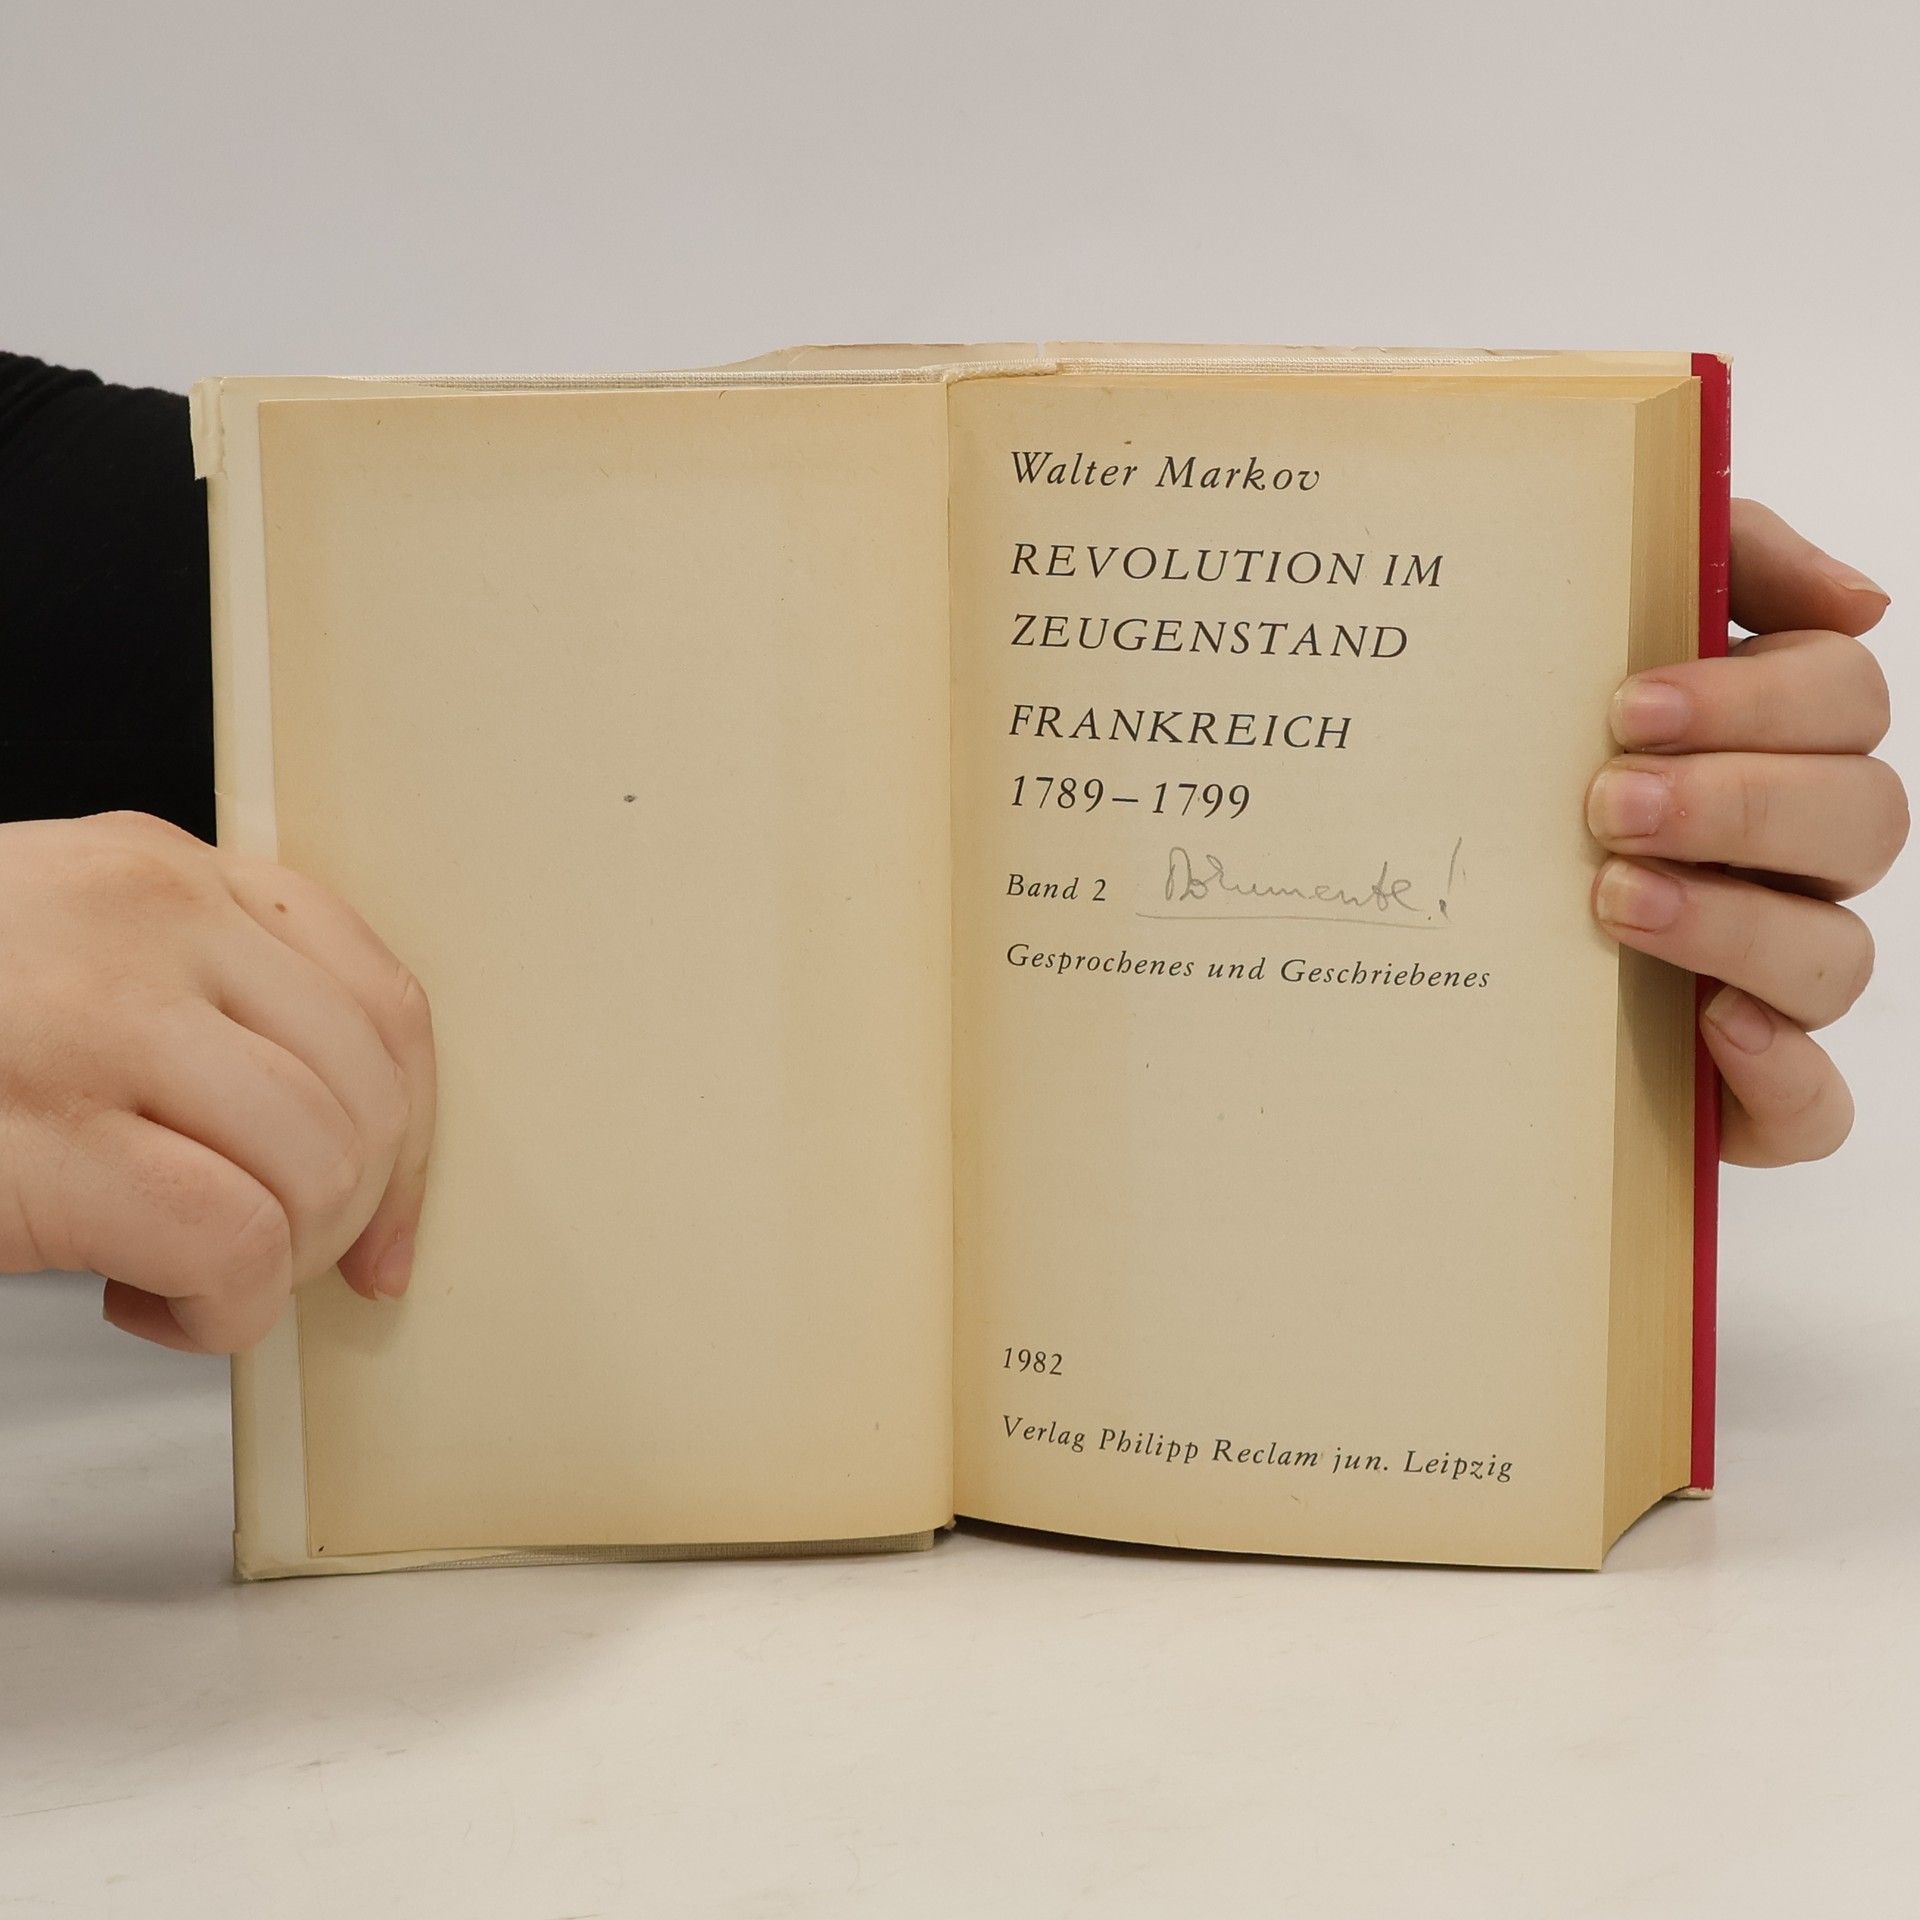 Walter Markov
REVOLUTION IM
ZEUGENSTAND
FRANKREICH
1789–1799
Band 2 Dokumente!
Gesprochenes und Geschriebenes
1982
Verlag Philipp Reclam jun. Leipzig